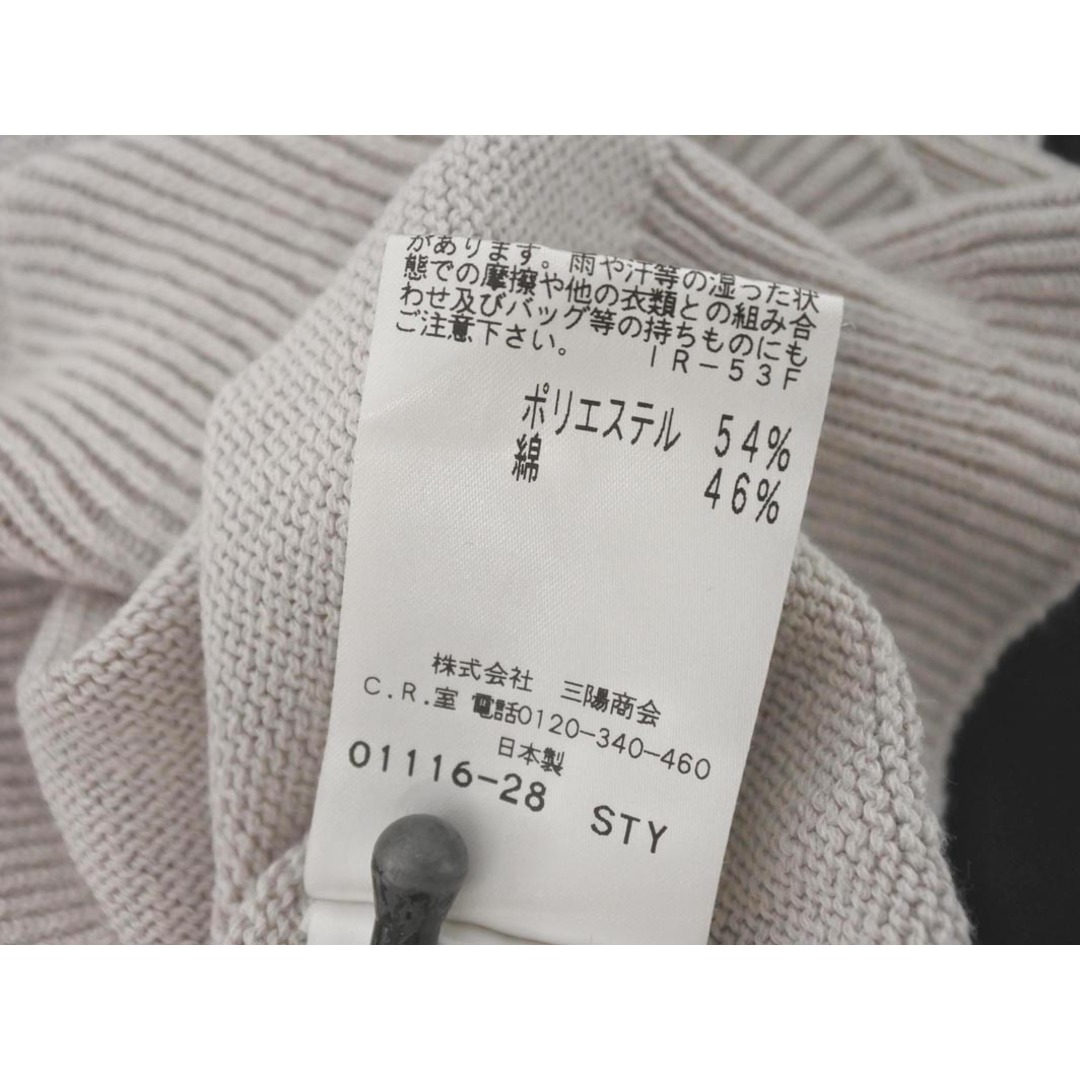 があります。雨や汗等の湿った状
態での摩擦や他の衣類との組み合
わせ及びバッグ等の持ちものにも
ご注意下さい。 IR-53F
ポリエステル 54%
綿 46%
株式会社 三陽商会
C.R.室 電話0120-340-460
日本製
01116-28 STY